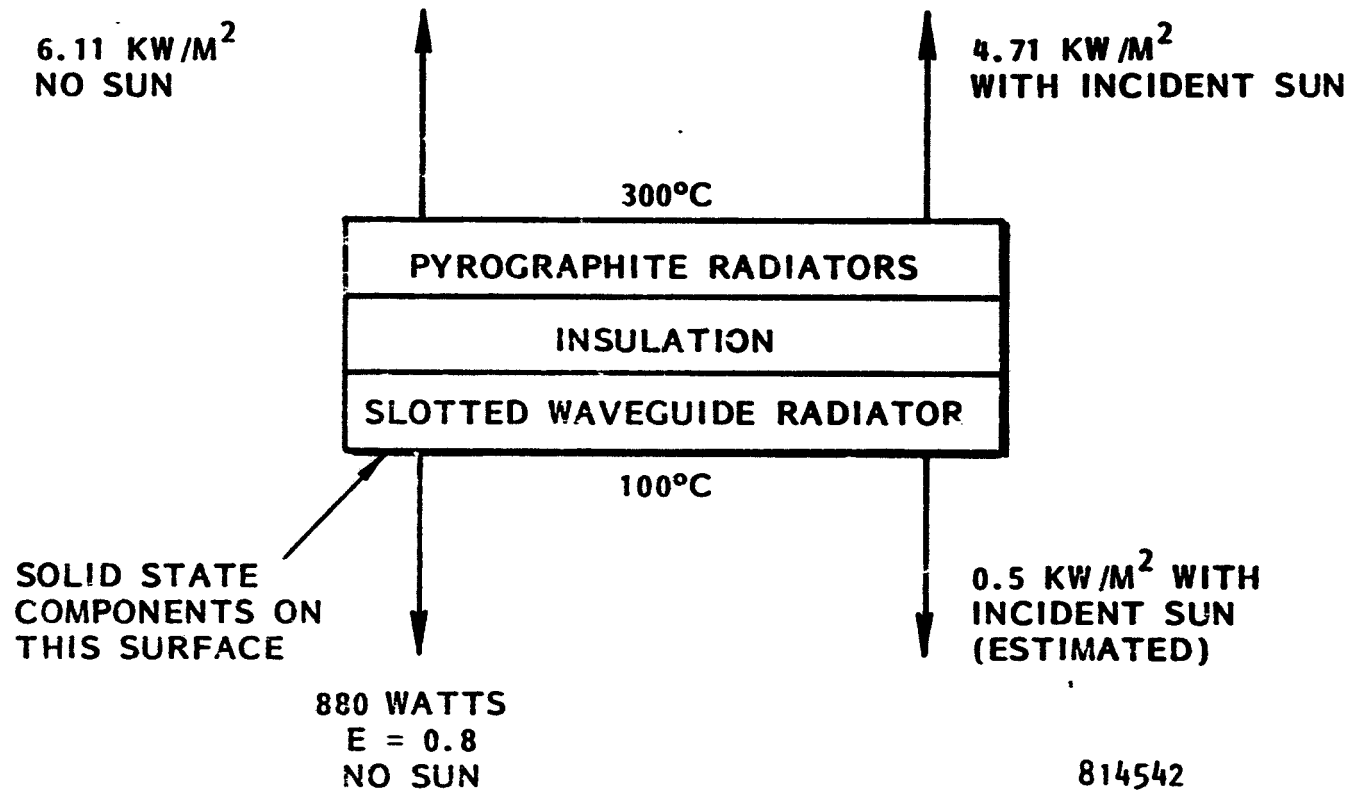 6.11 KW/M²
NO SUN
4.71 KW/M²
WITH INCIDENT SUN
300°C
PYROGRAPHITE RADIATORS
INSULATION
SLOTTED WAVEGUIDE RADIATOR
100°C
SOLID STATE
COMPONENTS ON
THIS SURFACE
0.5 KW/M² WITH
INCIDENT SUN
(ESTIMATED)
880 WATTS
E = 0.8
NO SUN
814542